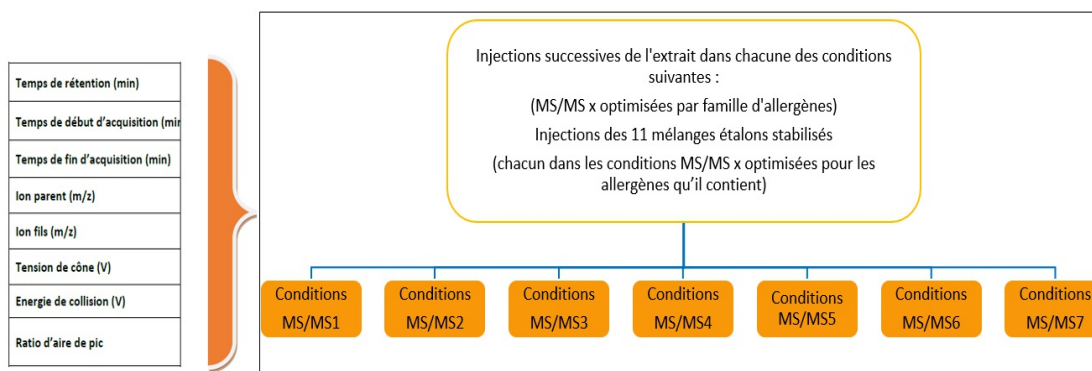 Temps de rétention (min)
Temps de début d'acquisition (min
Temps de fin d'acquisition (min)
Ion parent (m/z)
Ion fils (m/z)
Tension de cône (V)
Energie de collision (V)
Ratio d'aire de pic
Injections successives de l'extrait dans chacune des conditions
suivantes :
(MS/MS x optimisées par famille d'allergènes)
Injections des 11 mélanges étalons stabilisés
(chacun dans les conditions MS/MS x optimisées pour les
allergènes qu'il contient)
Conditions
MS/MS1
Conditions
MS/MS2
Conditions
MS/MS3
Conditions
MS/MS4
Conditions
MS/MS5
Conditions
MS/MS6
Conditions
MS/MS7